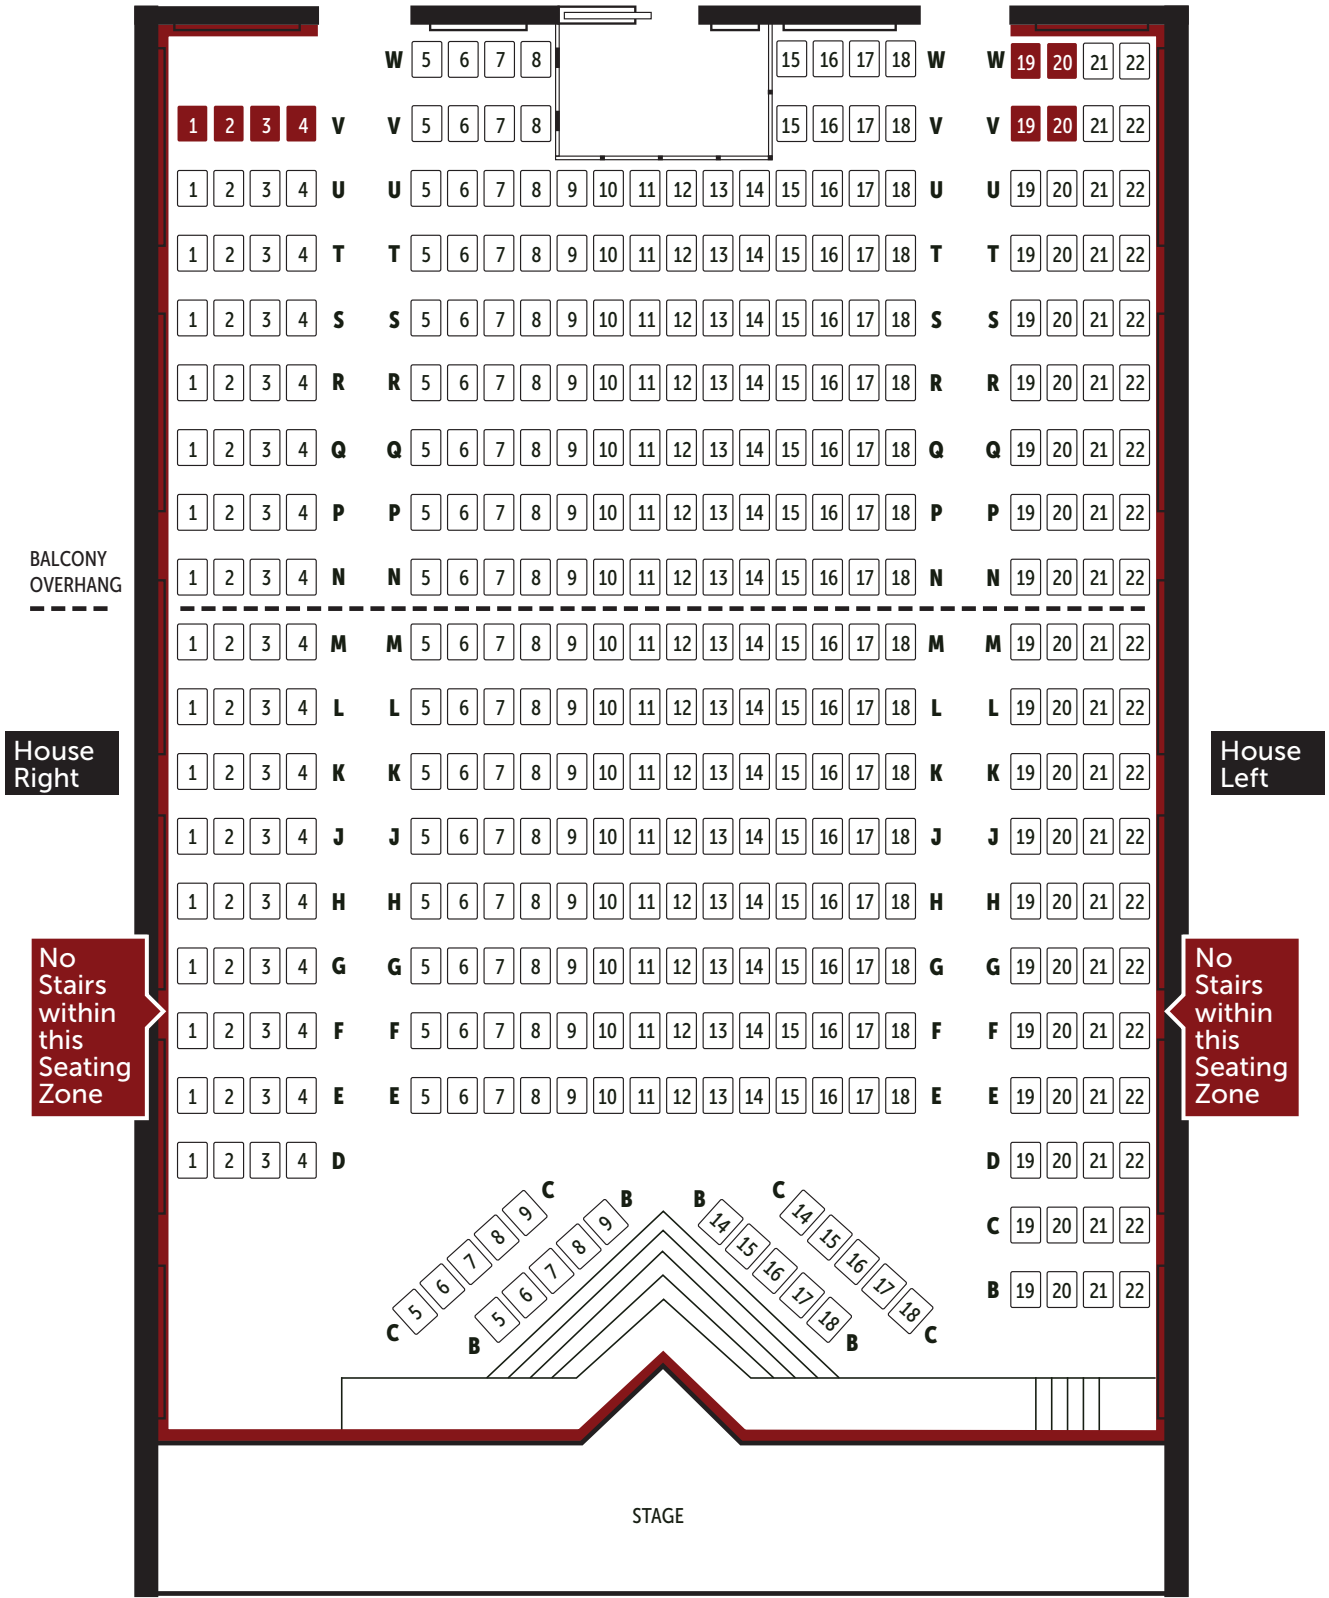 W 5 6 7 8 15 16 17 18 W W 19 20 21 22
1 2 3 4 V V 5 6 7 8 15 16 17 18 V V 19 20 21 22
1 2 3 4 U U 5 6 7 8 9 10 11 12 13 14 15 16 17 18 U U 19 20 21 22
1 2 3 4 T T 5 6 7 8 9 10 11 12 13 14 15 16 17 18 T T 19 20 21 22
1 2 3 4 S S 5 6 7 8 9 10 11 12 13 14 15 16 17 18 S S 19 20 21 22
1 2 3 4 R R 5 6 7 8 9 10 11 12 13 14 15 16 17 18 R R 19 20 21 22
1 2 3 4 Q Q 5 6 7 8 9 10 11 12 13 14 15 16 17 18 Q Q 19 20 21 22
1 2 3 4 P P 5 6 7 8 9 10 11 12 13 14 15 16 17 18 P P 19 20 21 22
BALCONY
OVERHANG
1 2 3 4 N N 5 6 7 8 9 10 11 12 13 14 15 16 17 18 N N 19 20 21 22
1 2 3 4 M M 5 6 7 8 9 10 11 12 13 14 15 16 17 18 M M 19 20 21 22
1 2 3 4 L L 5 6 7 8 9 10 11 12 13 14 15 16 17 18 L L 19 20 21 22
House
Right
1 2 3 4 K K 5 6 7 8 9 10 11 12 13 14 15 16 17 18 K K 19 20 21 22
House
Left
1 2 3 4 J J 5 6 7 8 9 10 11 12 13 14 15 16 17 18 J J 19 20 21 22
1 2 3 4 H H 5 6 7 8 9 10 11 12 13 14 15 16 17 18 H H 19 20 21 22
1 2 3 4 G G 5 6 7 8 9 10 11 12 13 14 15 16 17 18 G G 19 20 21 22
No
Stairs
within
this
Seating
Zone
1 2 3 4 F F 5 6 7 8 9 10 11 12 13 14 15 16 17 18 F F 19 20 21 22
No
Stairs
within
this
Seating
Zone
1 2 3 4 E E 5 6 7 8 9 10 11 12 13 14 15 16 17 18 E E 19 20 21 22
1 2 3 4 D D 19 20 21 22
C 5 6 7 8 9 C
B 5 6 7 8 9 B
B 14 15 16 17 18 B
C 14 15 16 17 18 C
C 19 20 21 22
B 19 20 21 22
STAGE